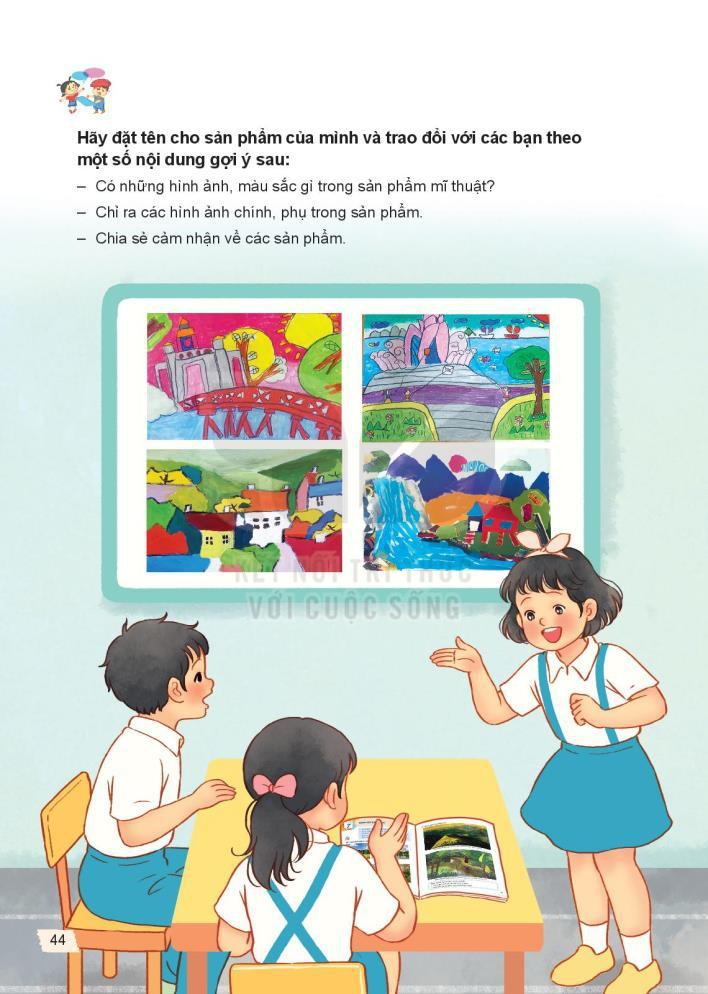 Hãy đặt tên cho sản phẩm của mình và trao đổi với các bạn theo
một số nội dung gợi ý sau:
– Có những hình ảnh, màu sắc gì trong sản phẩm mĩ thuật?
– Chỉ ra các hình ảnh chính, phụ trong sản phẩm.
– Chia sẻ cảm nhận về các sản phẩm.
KẾT NỐI TRI THỨC
VỚI CUỘC SỐNG
44